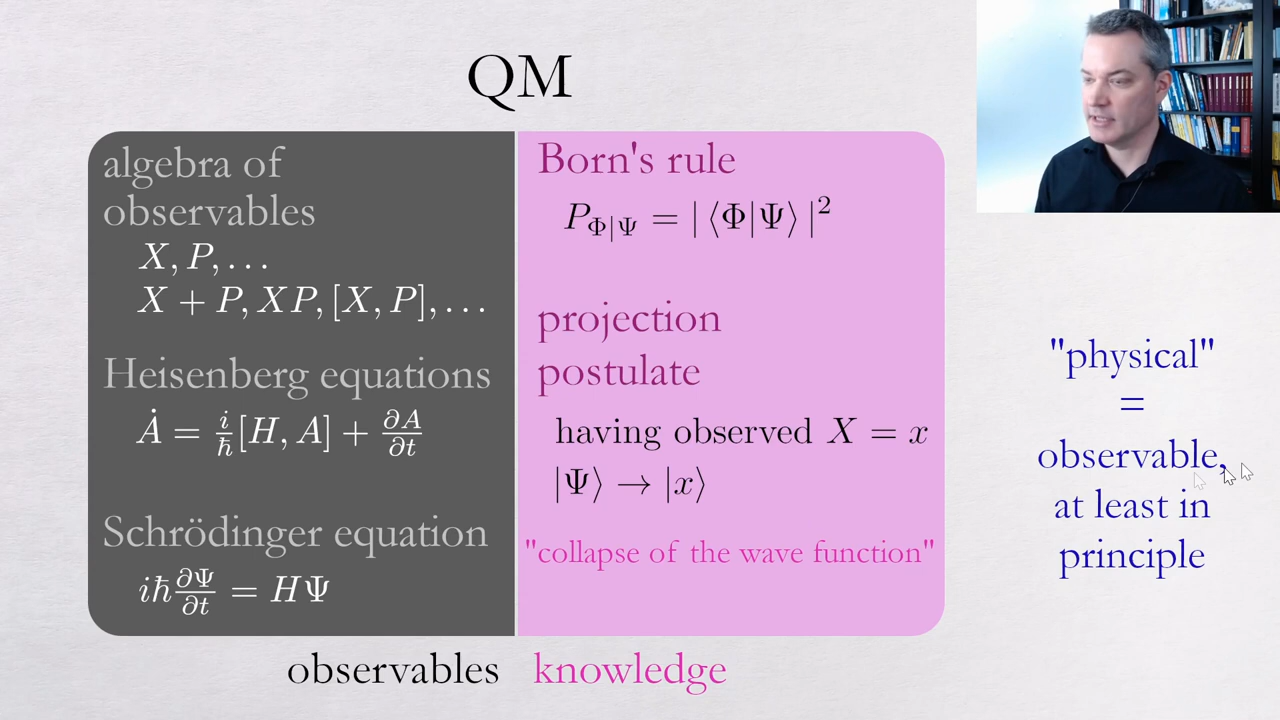 QM
algebra of
observables
X, P, ...
X + P, XP, [X, P], ...
Heisenberg equations
Ȧ = i/ħ [H, A] + ∂A/∂t
Schrödinger equation
iħ ∂Ψ/∂t = HΨ
Born's rule
P_{Φ|Ψ} = | ⟨Φ|Ψ⟩ |²
projection
postulate
having observed X = x
|Ψ⟩ → |x⟩
"collapse of the wave function"
observables knowledge
"physical"
=
observable,
at least in
principle